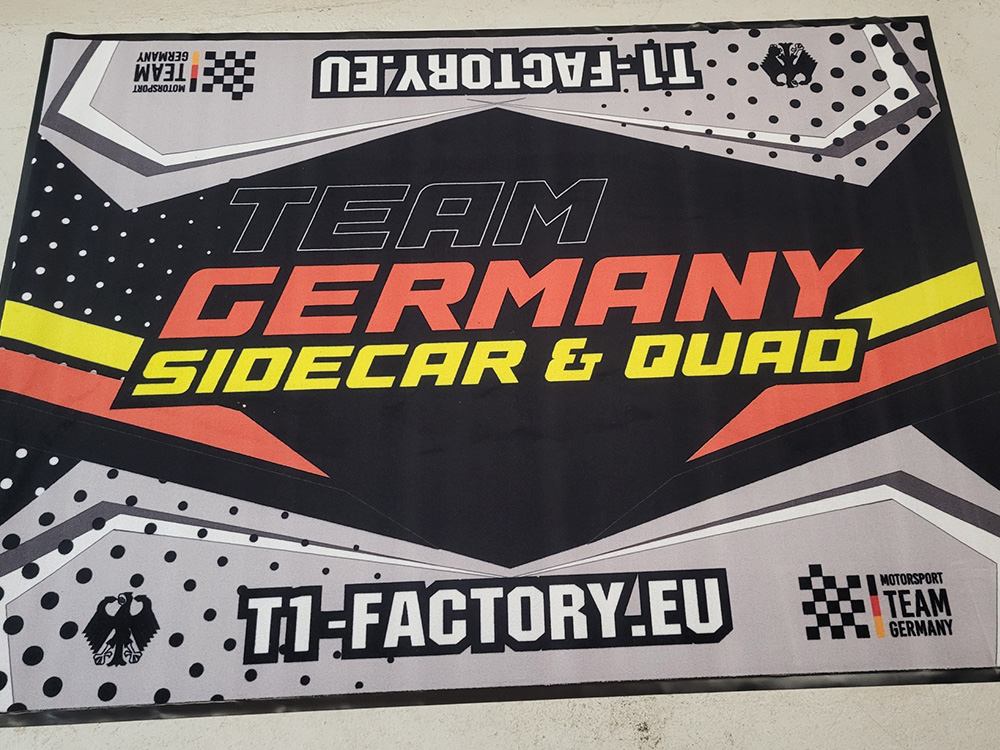 MOTORSPORT
TEAM
GERMANY
T1-FACTORY.EU
TEAM
GERMANY
SIDECAR & QUAD
T1-FACTORY.EU
MOTORSPORT
TEAM
GERMANY